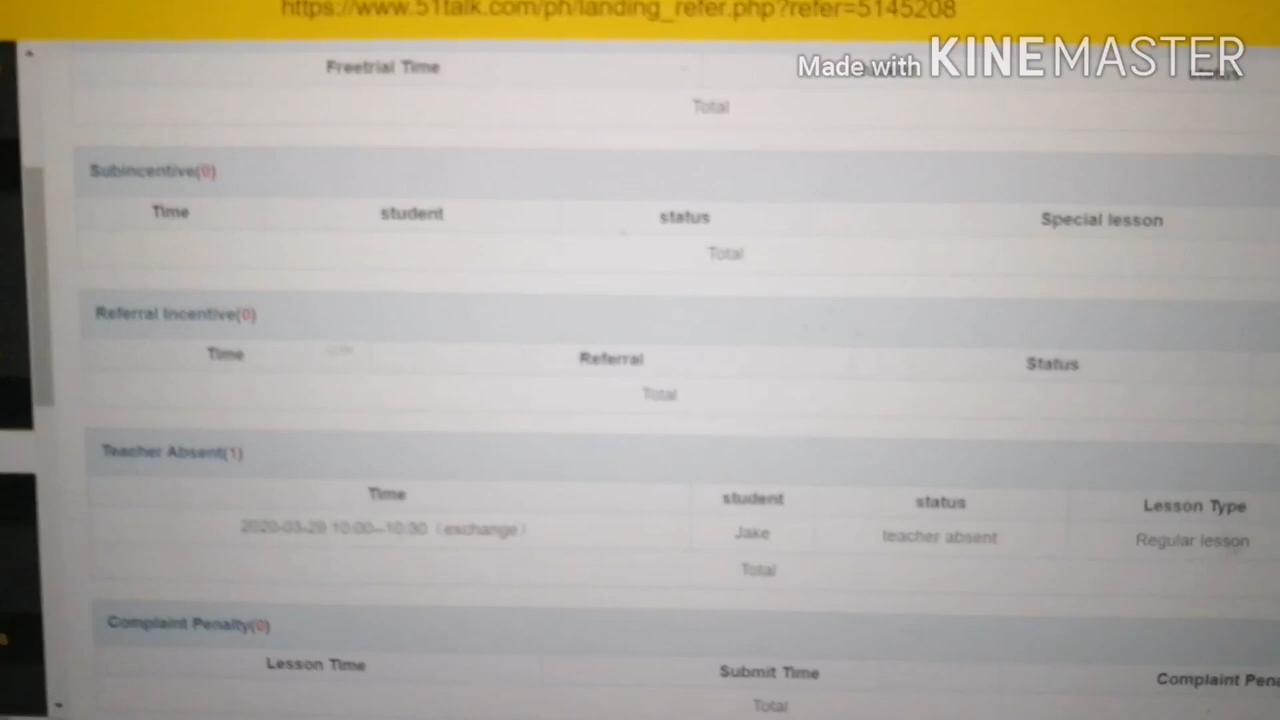 https://www.51talk.com/ph/landing_refer.php?refer=5145208
Made with KINEMASTER
Freetrial Time
Total
Subincentive(0)
Time student status Special lesson
Total
Referral Incentive(0)
Time Referral Status
Total
Teacher Absent(1)
Time student status Lesson Type
2020-03-29 10:00--10:30 (exchange) Jake teacher absent Regular lesson
Total
Complaint Penalty(0)
Lesson Time Submit Time Complaint Pena
Total